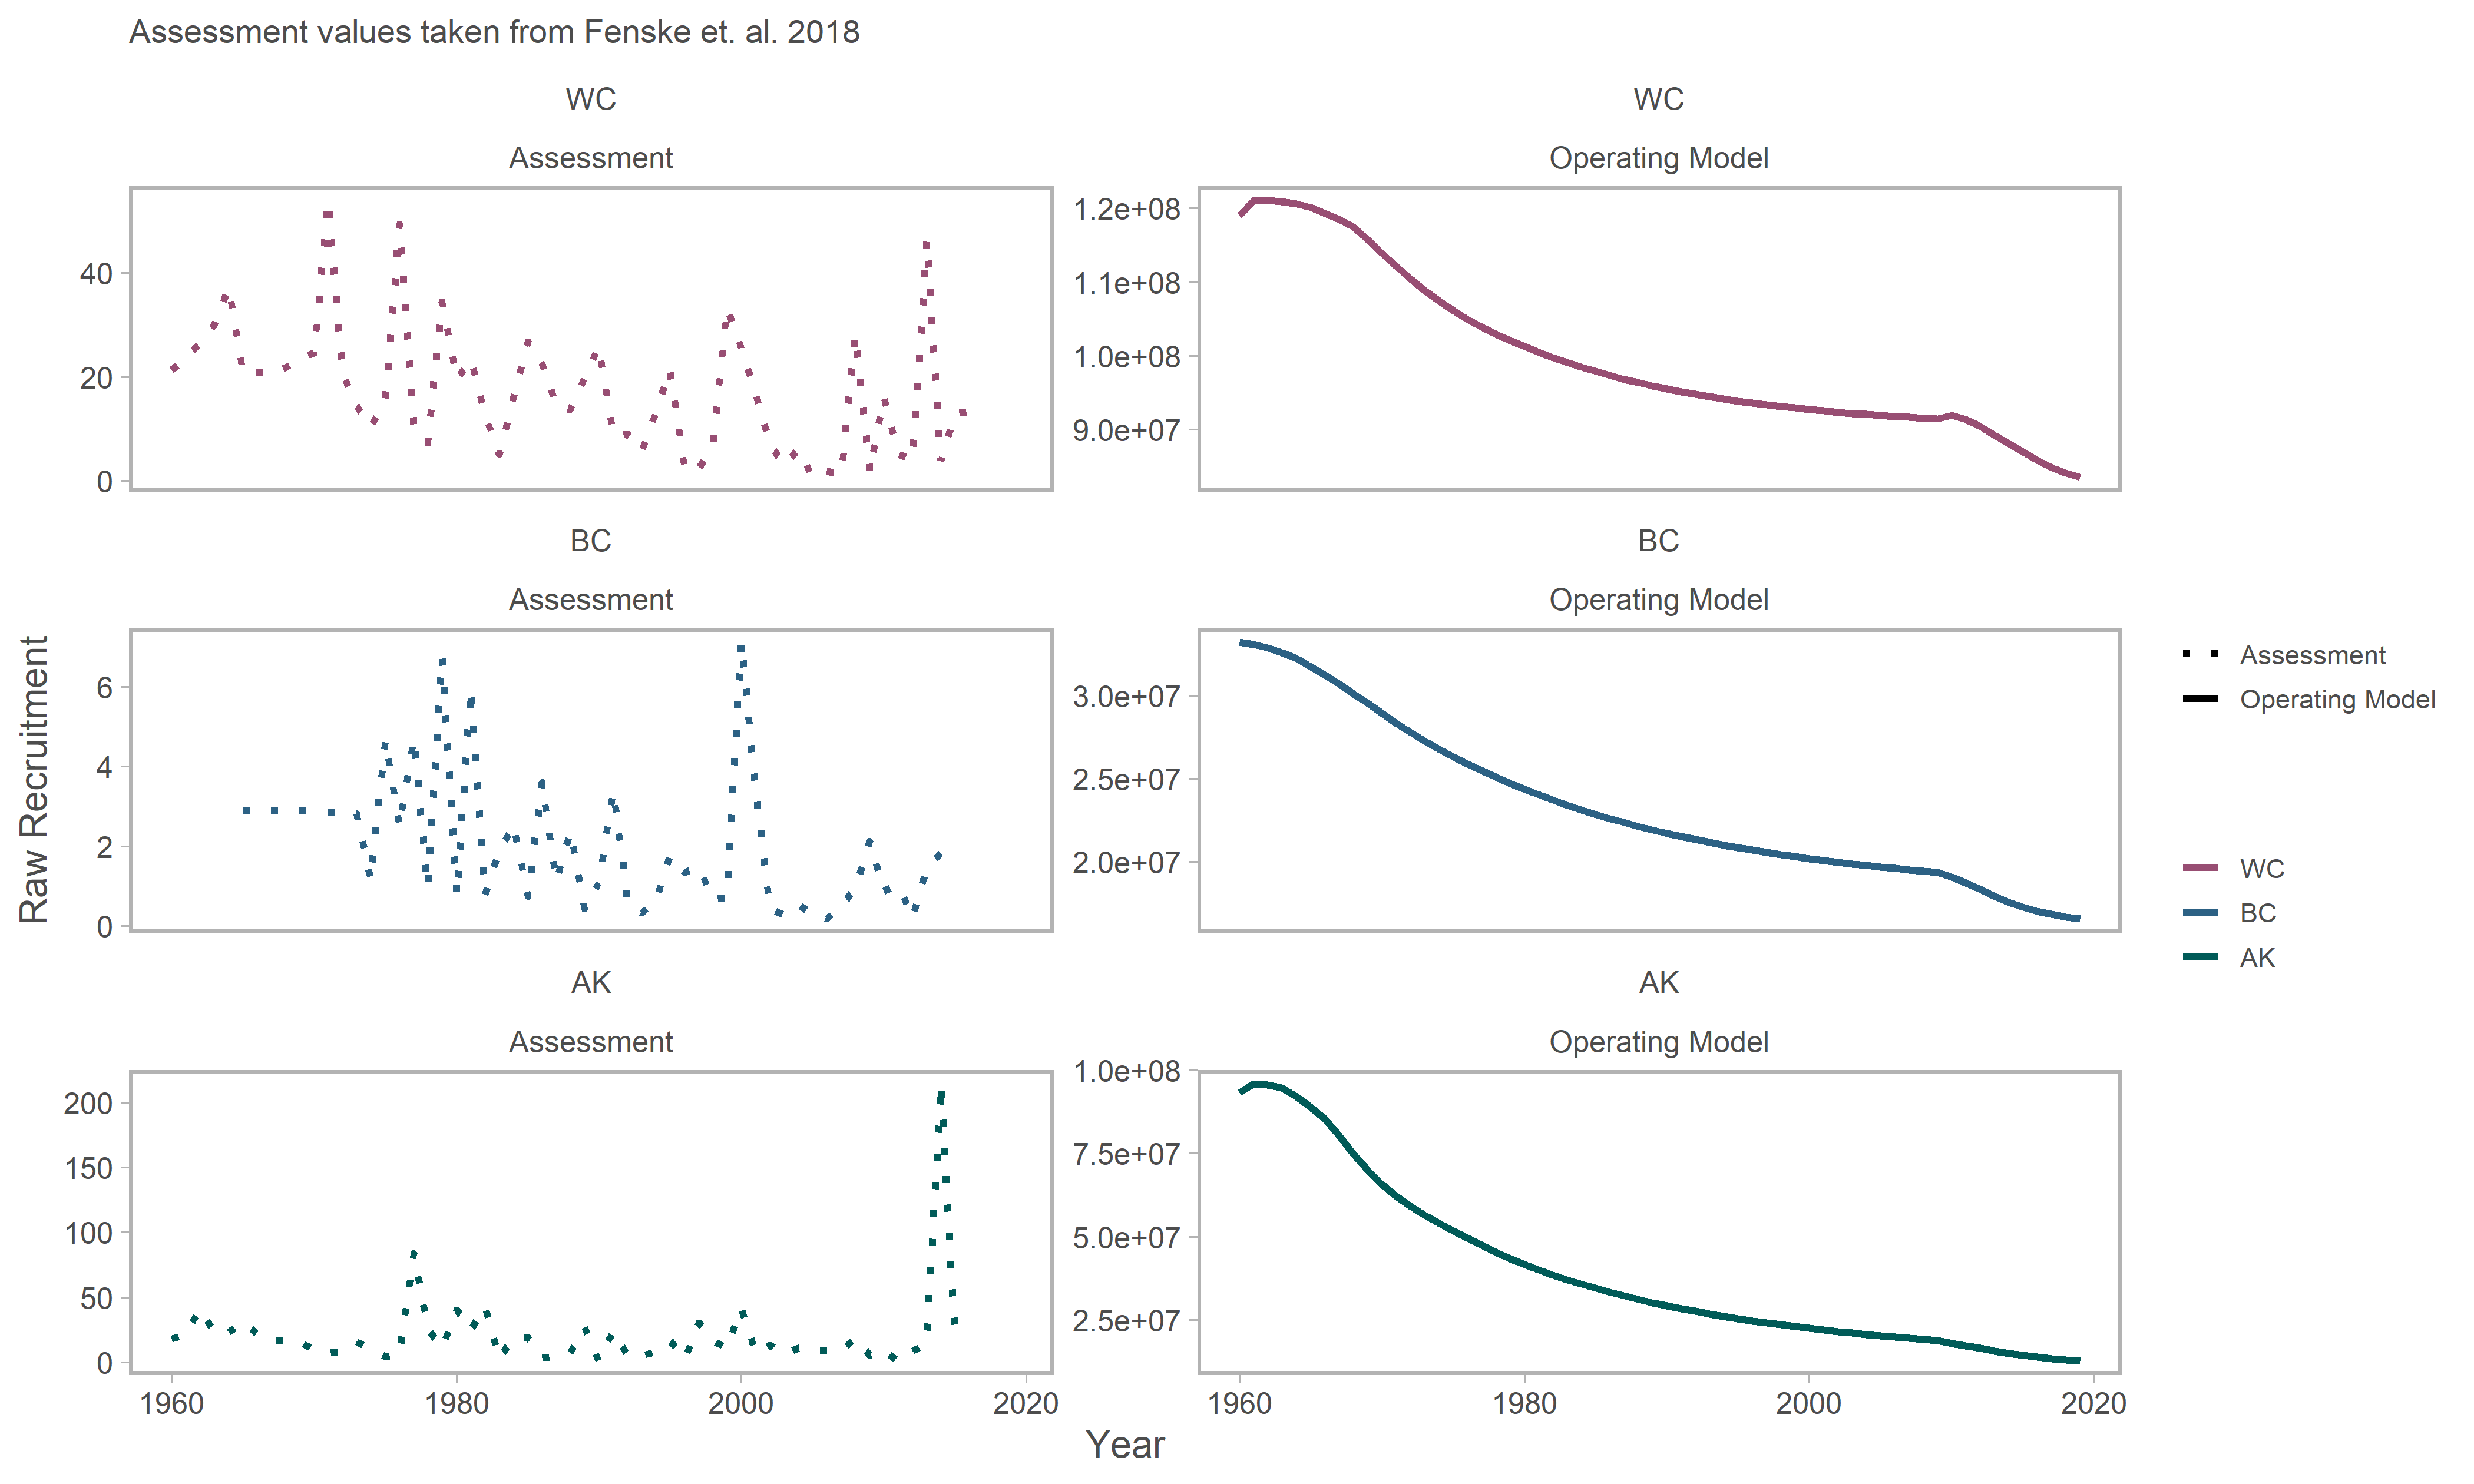 Assessment values taken from Fenske et. al. 2018
WC
Assessment
40
20
0
WC
Operating Model
1.2e+08
1.1e+08
1.0e+08
9.0e+07
BC
Assessment
6
4
2
0
BC
Operating Model
3.0e+07
2.5e+07
2.0e+07
AK
Assessment
200
150
100
50
0
1960 1980 2000 2020
AK
Operating Model
1.0e+08
7.5e+07
5.0e+07
2.5e+07
1960 1980 2000 2020
Raw Recruitment
Year
Assessment
Operating Model
WC
BC
AK